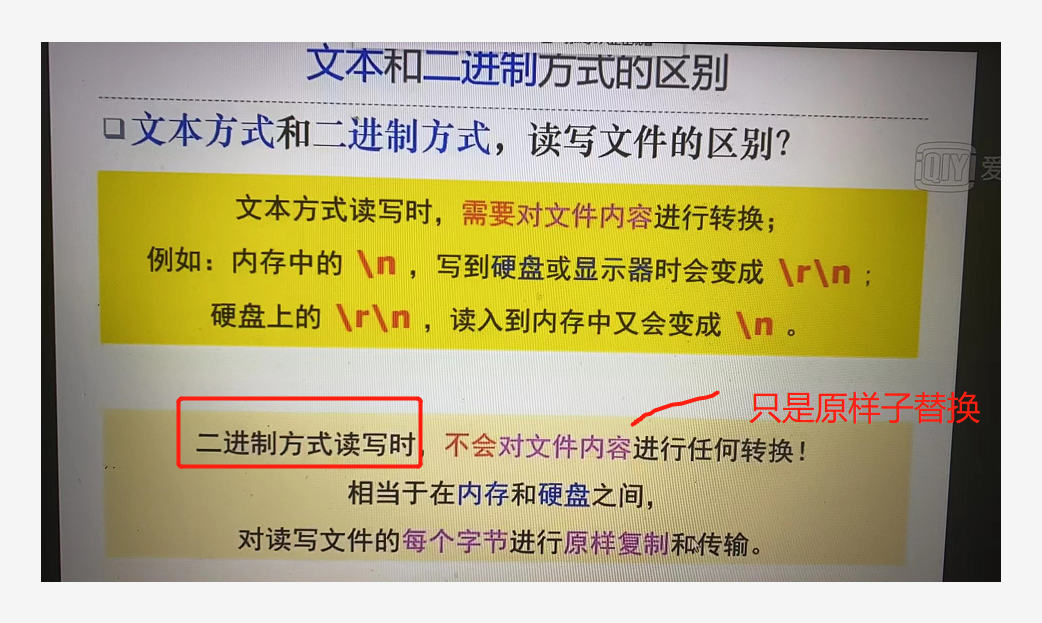 文本和二进制方式的区别
❏文本方式和二进制方式，读写文件的区别?
iQIYI 爱
文本方式读写时，需要对文件内容进行转换；
例如：内存中的 \n ，写到硬盘或显示器时会变成 \r\n ；
硬盘上的 \r\n ，读入到内存中又会变成 \n 。
只是原样子替换
二进制方式读写时，不会对文件内容进行任何转换！
相当于在内存和硬盘之间，
对读写文件的每个字节进行原样复制和传输。